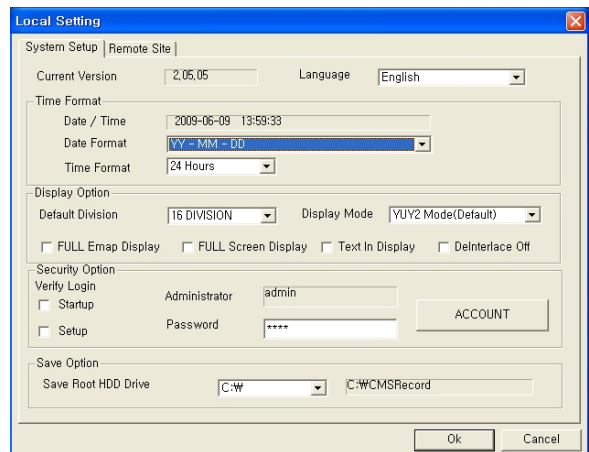 Local Setting
System Setup Remote Site
Current Version 2,05,05 Language English
Time Format
Date / Time 2009-06-09 13:59:33
Date Format YY - MM - DD
Time Format 24 Hours
Display Option
Default Division 16 DIVISION Display Mode YUY2 Mode(Default)
FULL Emap Display FULL Screen Display Text In Display DeInterlace Off
Security Option
Verify Login
Startup Administrator admin
Setup Password **** ACCOUNT
Save Option
Save Root HDD Drive C:₩ C:₩CMSRecord
Ok Cancel